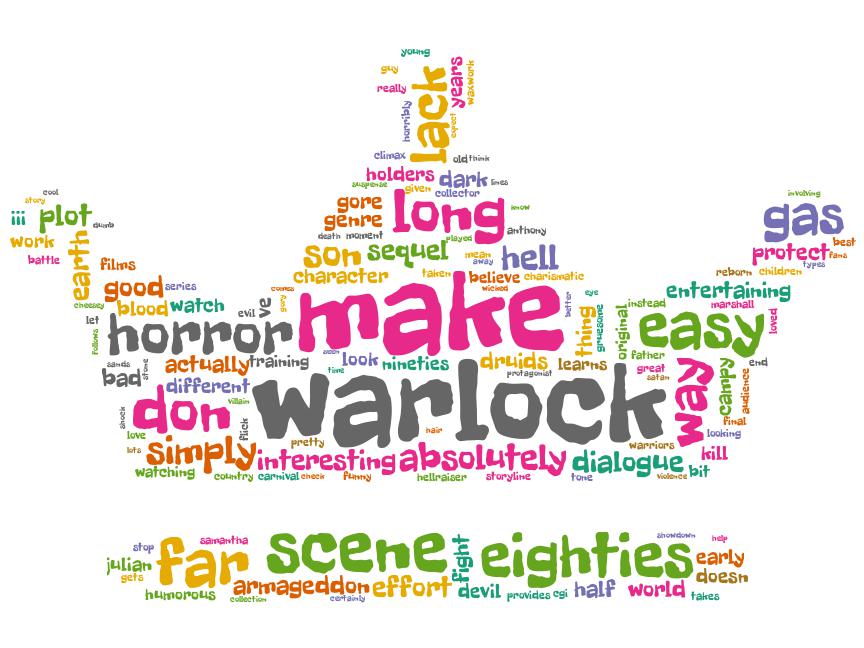 young
guy
lack
years
waxwork
really
horribly
expect
climax
old
think
holders
suspense
given
dark
lines
collector
cool
story
iii
plot
dumb
work
battle
earth
films
gore
genre
long
know
death
moment
anthony
played
son
sequel
mean
away
hell
involving
gas
best
protect
fans
types
character
taken
believe
charismatic
wicked
reborn
children
good
series
comes
cheesey
blood
watch
evil
ve
gory
make
better
eye
thing
gruesome
entertaining
instead
marshall
original
easy
loved
let
follows
horror
father
great
satan
end
sands
bad
stone
actually
training
seen
time
look
nineties
druids
protagonist
learns
different
villain
way
campy
audience
don
shock
love
flick
warlock
hair
final
looking
lots
simply
pretty
warriors
kill
interesting
absolutely
dialogue
bit
watching
country
carnival
check
funny
hellraiser
storyline
tone
violence
stop
samantha
julian
gets
far
scene
fight
eighties
showdown
help
early
doesn
armageddon
effort
devil
provides
cgi
half
world
takes
humorous
collection
certainly